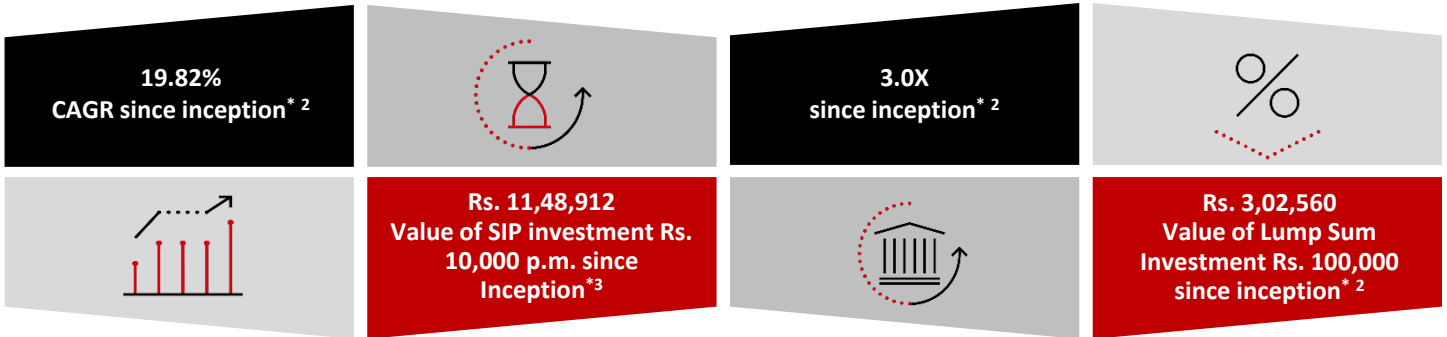 19.82%
CAGR since inception* 2
3.0X
since inception* 2
Rs. 11,48,912
Value of SIP investment Rs.
10,000 p.m. since
Inception*3
Rs. 3,02,560
Value of Lump Sum
Investment Rs. 100,000
since inception* 2